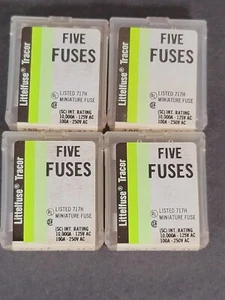 Littelfuse® Tracor
FIVE
FUSES
LISTED 717H
MINIATURE FUSE
(SC) INT. RATING
10,000A - 125V AC
100A - 250V AC
Littelfuse® Tracor
FIVE
FUSES
LISTED 717H
MINIATURE FUSE
(SC) INT. RATING
10,000A - 125V AC
100A - 250V AC
Littelfuse® Tracor
FIVE
FUSES
LISTED 717H
MINIATURE FUSE
(SC) INT. RATING
10,000A - 125V AC
100A - 250V AC
Littelfuse® Tracor
FIVE
FUSES
LISTED 717H
MINIATURE FUSE
(SC) INT. RATING
10,000A - 125V AC
100A - 250V AC